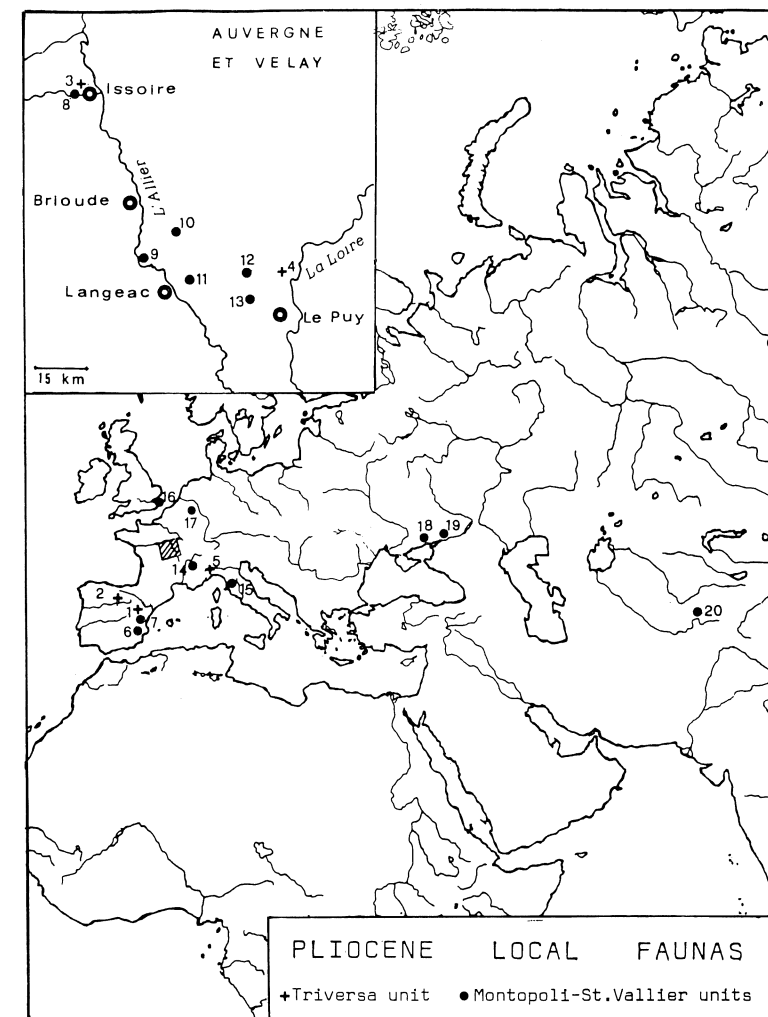 AUVERGNE
ET VELAY
3
Issoire
8
L'Allier
Brioude
10
9
12
4
La Loire
11
Langeac
13
Le Puy
15 km
16
17
18 19
14
5
15
2
1
7
6
20
PLIOCENE LOCAL FAUNAS
+Triversa unit ●Montopoli-St.Vallier units